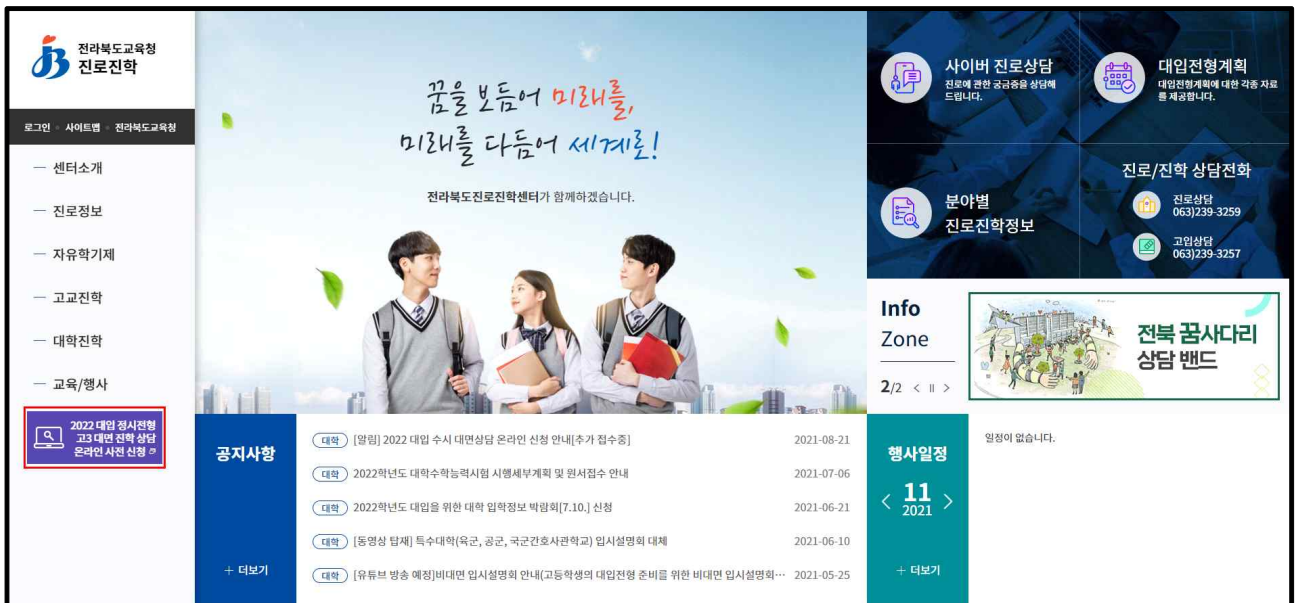 전라북도교육청
진로진학
로그인 사이트맵 전라북도교육청
센터소개
진로정보
자유학기제
고교진학
대학진학
교육/행사
2022 대입 정시전형
고3 대면 진학 상담
온라인 사전 신청
꿈을 보듬어 미래를,
미래를 다듬어 세계로!
전라북도진로진학센터가 함께하겠습니다.
사이버 진로상담
진로에 관한 궁금증을 상담해
드립니다.
대입전형계획
대입전형계획에 대한 각종 자료
를 제공합니다.
분야별
진로진학정보
진로/진학 상담전화
진로상담
063)239-3259
고입상담
063)239-3257
Info
Zone
2/2
전북 꿈사다리
상담 밴드
공지사항
+ 더보기
대학 [알림] 2022 대입 수시 대면상담 온라인 신청 안내[추가 접수중] 2021-08-21
대학 2022학년도 대학수학능력시험 시행세부계획 및 원서접수 안내 2021-07-06
대학 2022학년도 대입을 위한 대학 입학정보 박람회[7.10.] 신청 2021-06-21
대학 [동영상 탑재] 특수대학(육군, 공군, 국군간호사관학교) 입시설명회 대체 2021-06-10
대학 [유튜브 방송 예정]비대면 입시설명회 안내(고등학생의 대입전형 준비를 위한 비대면 입시설명회… 2021-05-25
행사일정
11
2021
+ 더보기
일정이 없습니다.